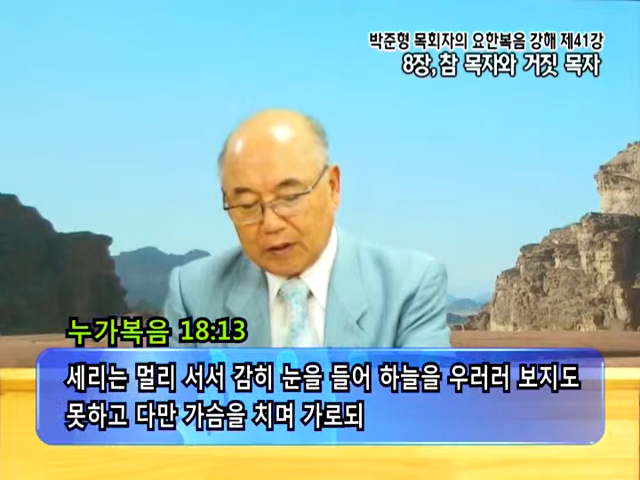 박준형 목회자의 요한복음 강해 제41강
8장, 참 목자와 거짓 목자
누가복음 18:13
세리는 멀리 서서 감히 눈을 들어 하늘을 우러러 보지도
못하고 다만 가슴을 치며 가로되